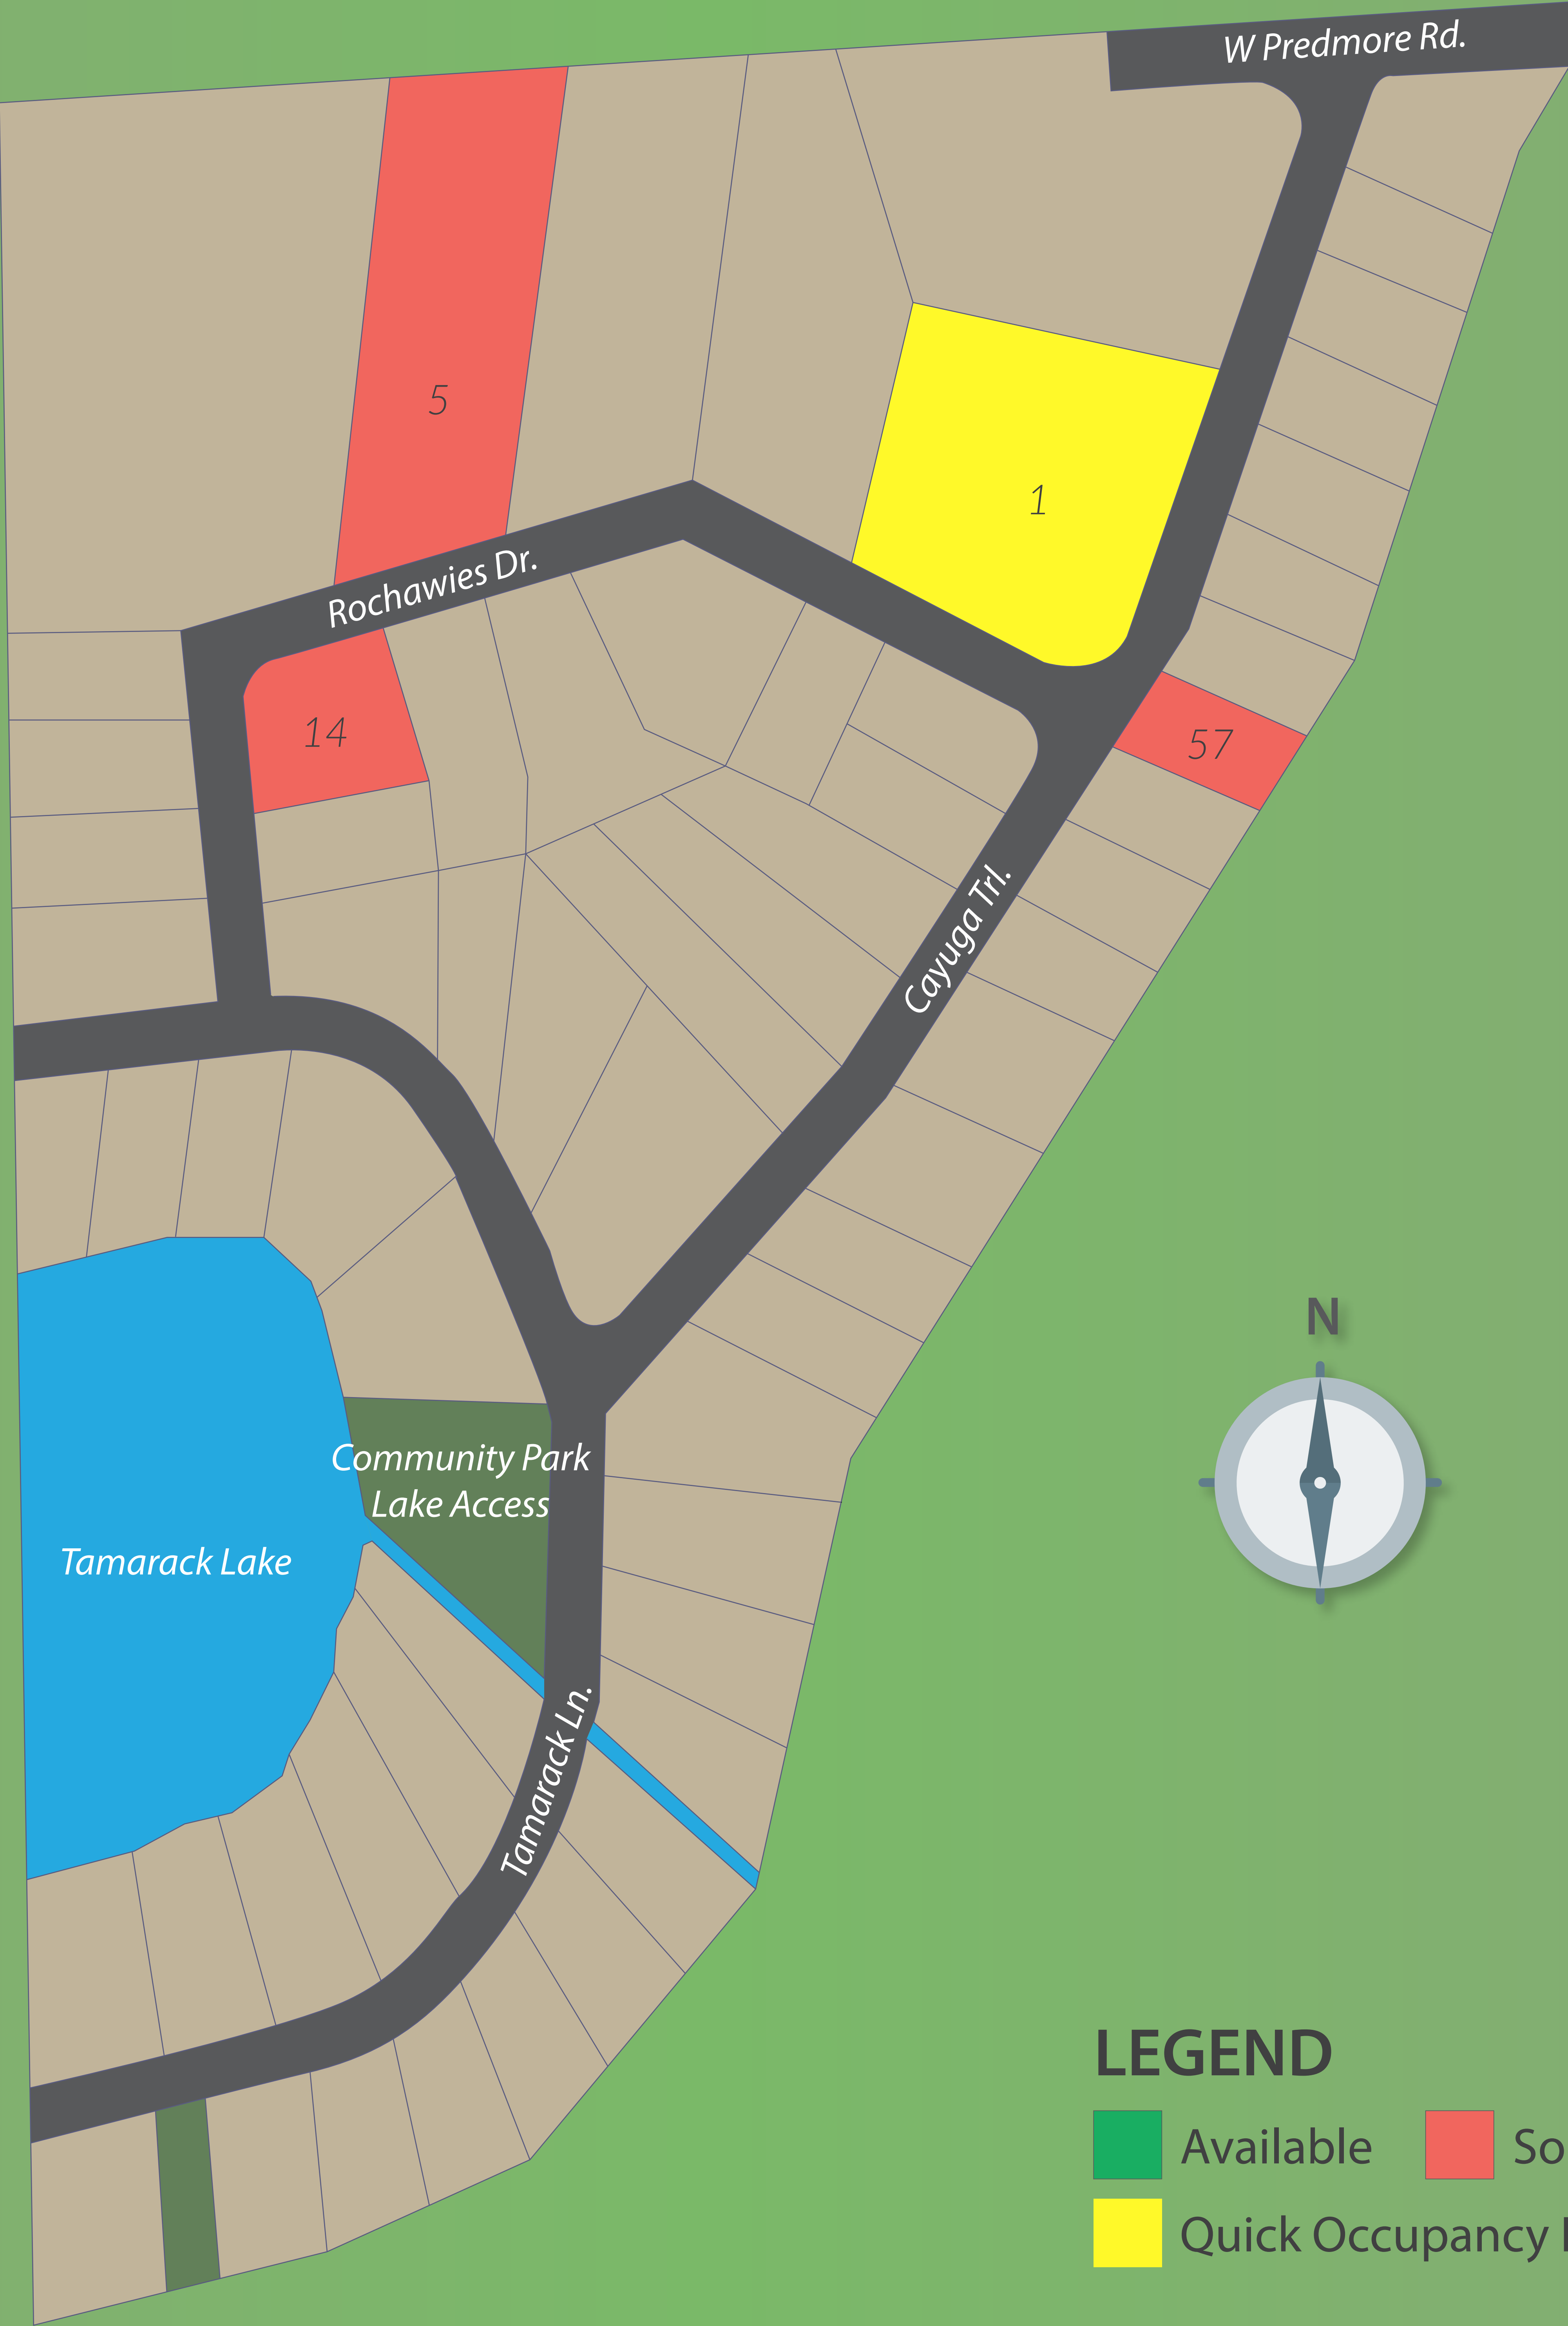 W Predmore Rd.
5
1
Rochawies Dr.
14
57
Cayuga Trl.
N
Community Park
Lake Access
Tamarack Lake
Tamarack Ln.
LEGEND
Available
Quick Occupancy